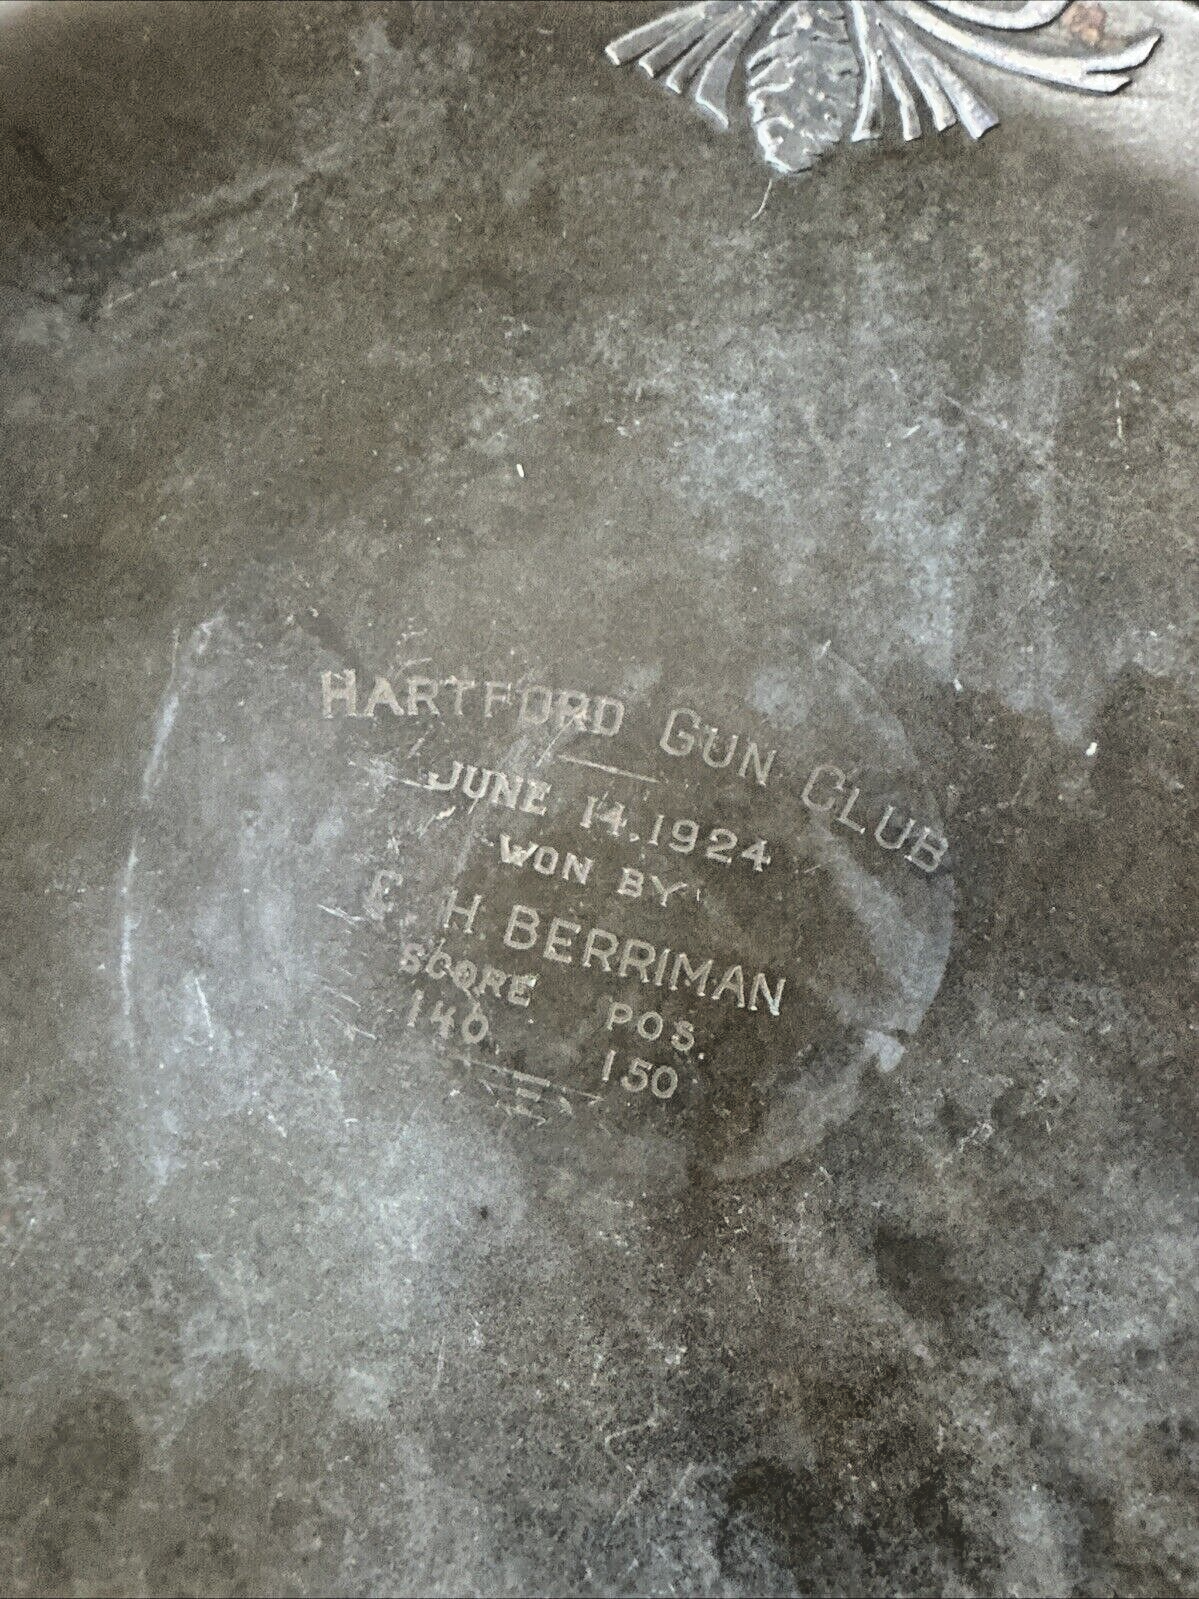 HARTFORD GUN CLUB
JUNE 14, 1924
WON BY
E. H. BERRIMAN
SCORE POS.
140 150